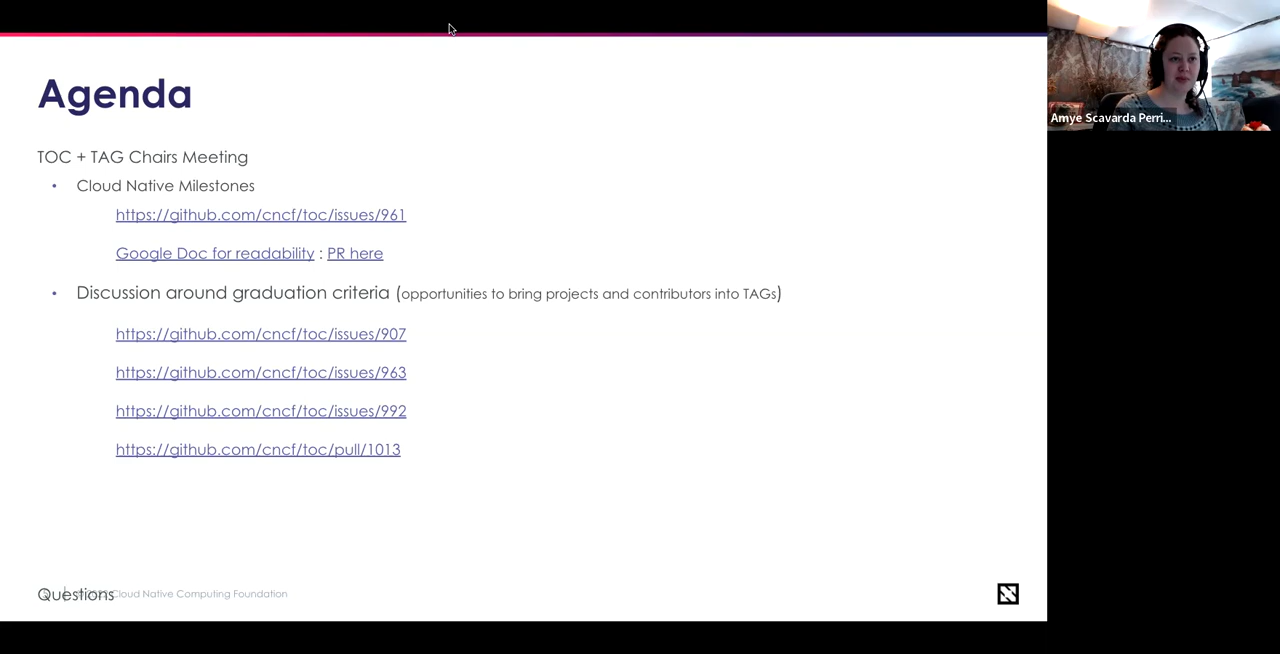 Agenda
TOC + TAG Chairs Meeting
• Cloud Native Milestones
https://github.com/cncf/toc/issues/961
Google Doc for readability : PR here
• Discussion around graduation criteria (opportunities to bring projects and contributors into TAGs)
https://github.com/cncf/toc/issues/907
https://github.com/cncf/toc/issues/963
https://github.com/cncf/toc/issues/992
https://github.com/cncf/toc/pull/1013
Questions
Cloud Native Computing Foundation
Amye Scavarda Perri...